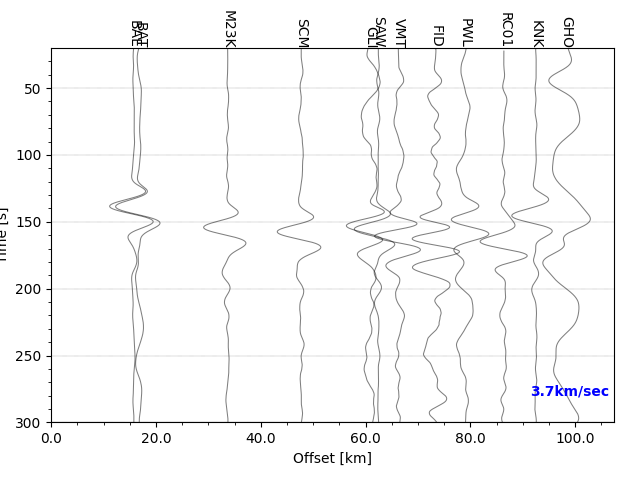 BAE BAT M23K SCM GLI SAW VMT FID PWL RC01 KNK GHO
50
100
150
200
250
300
Time [s]
3.7km/sec
0.0 20.0 40.0 60.0 80.0 100.0
Offset [km]